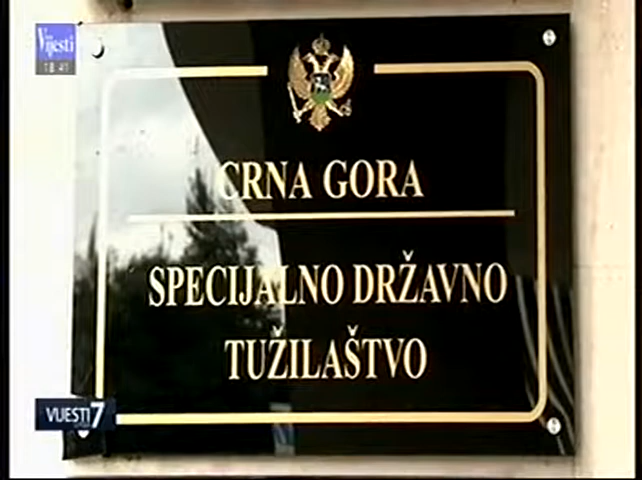 Vijesti
18:41
CRNA GORA
SPECIJALNO DRŽAVNO
TUŽILAŠTVO
VIJESTI 7